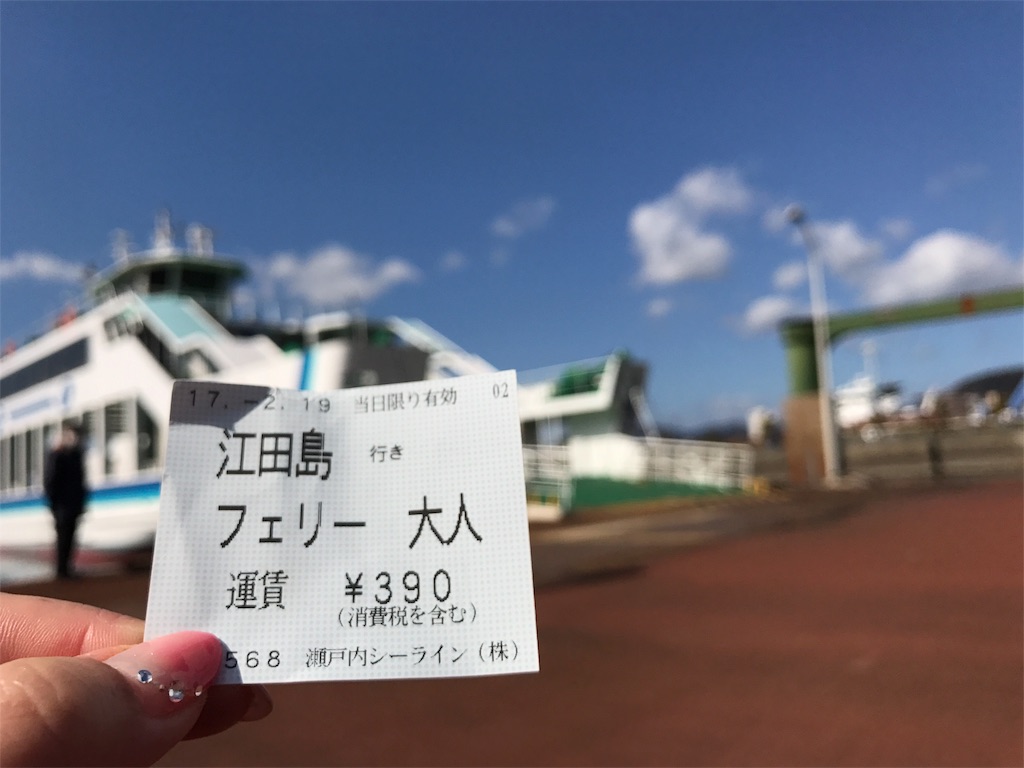 17.-2.19 当日限り有効 02
江田島 行き
フェリー 大人
運賃 ¥390
(消費税を含む)
568 瀬戸内シーライン(株)